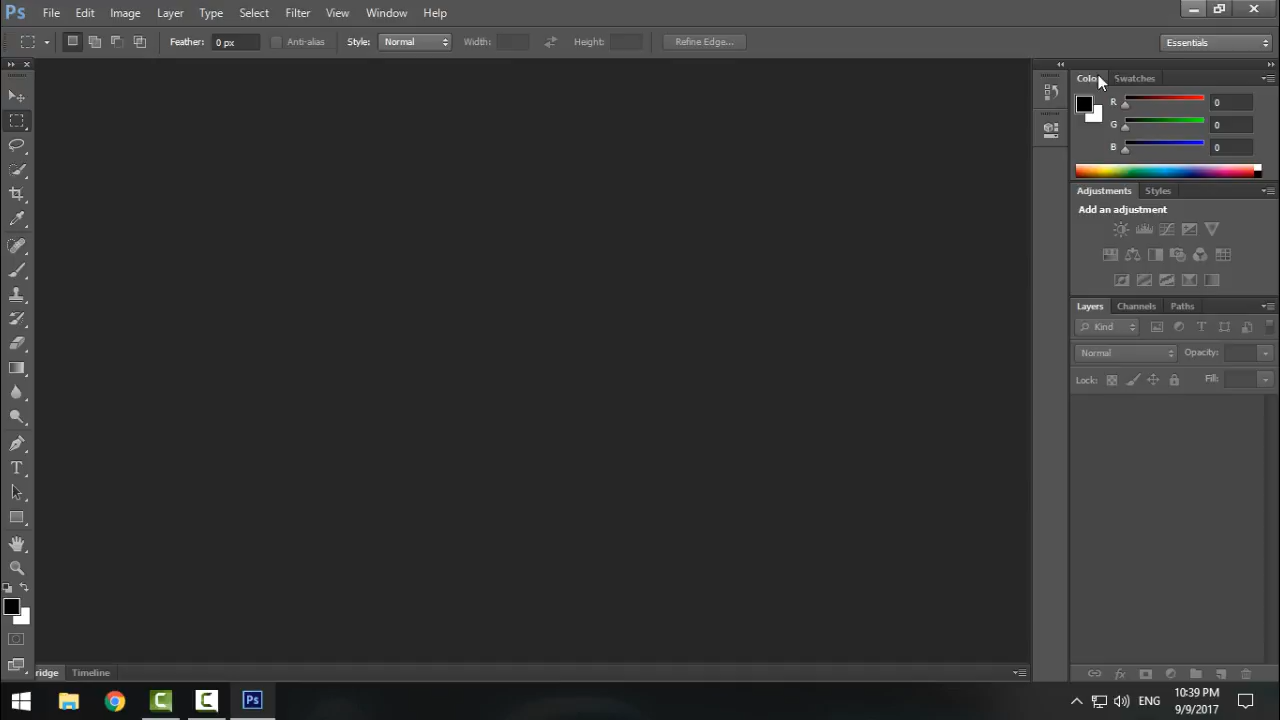 Ps File Edit Image Layer Type Select Filter View Window Help
Feather: 0 px Anti-alias Style: Normal Width: Height: Refine Edge... Essentials
Color Swatches
R 0
G 0
B 0
Adjustments Styles
Add an adjustment
Layers Channels Paths
Kind
Normal Opacity:
Lock: Fill:
ridge Timeline
Ps ENG 10:39 PM
9/9/2017